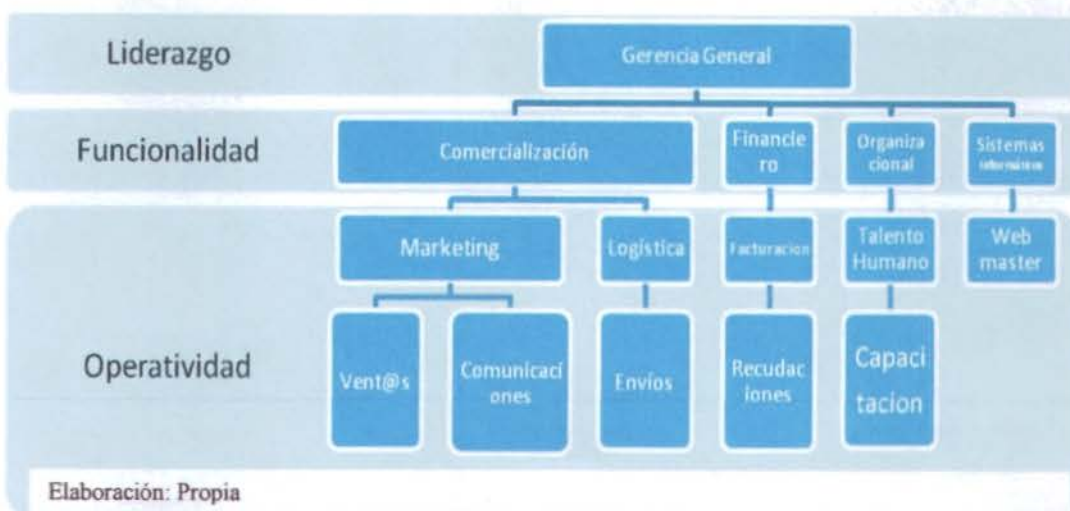 Liderazgo
Gerencia General
Funcionalidad
Comercialización
Financie
ro
Organiza
cional
Sistemas
Informáticos
Operatividad
Marketing
Logística
Facturacion
Talento
Humano
Web
master
Vent@s
Comunicaci
ones
Envíos
Recudac
iones
Capaci
tacion
Elaboración: Propia